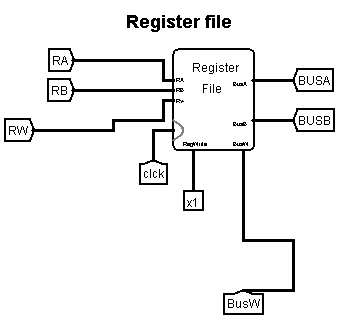 Register file
RA
RB
RW
RA
RB
Rw
Register
File
BusA
BusB
RegWrite
BusW
BUSA
BUSB
clck
x1
BusW